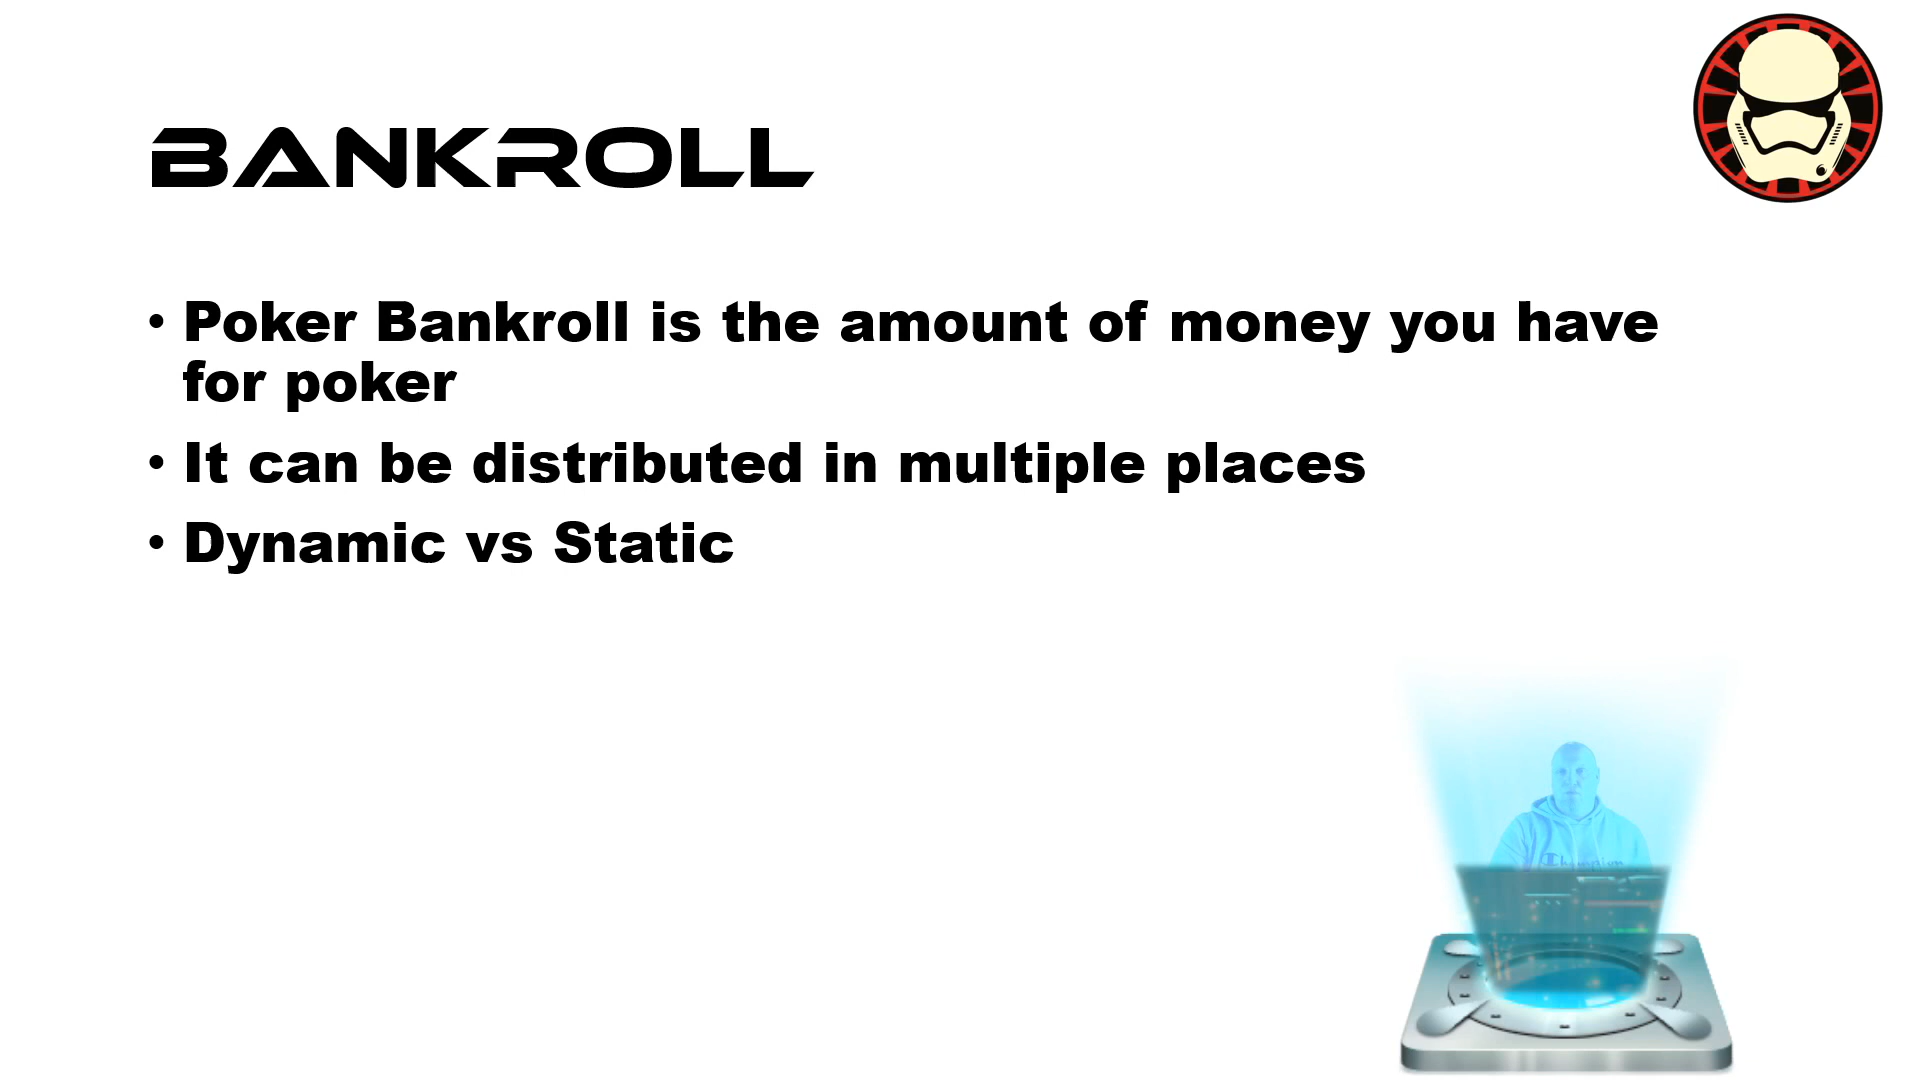 BANKROLL
• Poker Bankroll is the amount of money you have
for poker
• It can be distributed in multiple places
• Dynamic vs Static
Champion